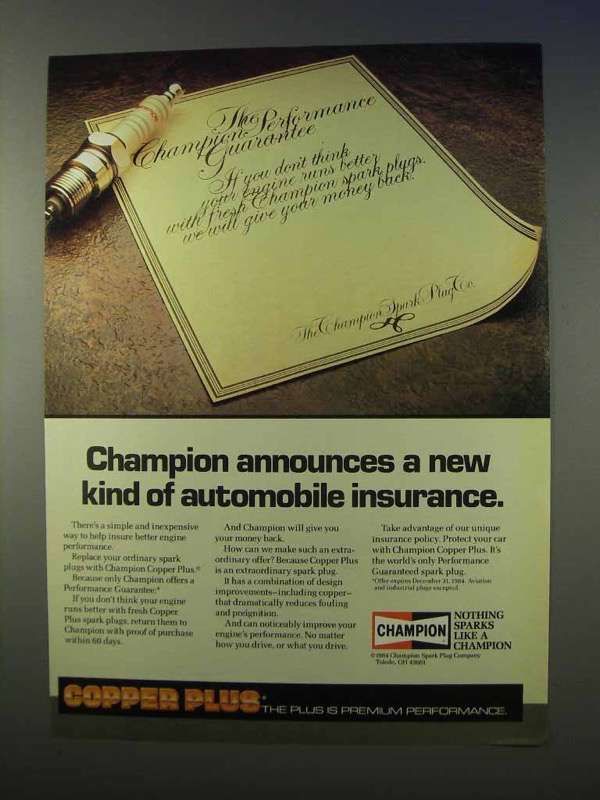 The
Champion Performance
Guarantee
If you don't think
your engine runs better
with fresh Champion spark plugs.
we will give your money back.
The Champion Spark Plug Co.
Champion announces a new
kind of automobile insurance.
There's a simple and inexpensive
way to help insure better engine
performance.
Replace your ordinary spark
plugs with Champion Copper Plus.®
Because only Champion offers a
Performance Guarantee:*
If you don't think your engine
runs better with fresh Copper
Plus spark plugs, return them to
Champion with proof of purchase
within 60 days.
And Champion will give you
your money back.
How can we make such an extra-
ordinary offer? Because Copper Plus
is an extraordinary spark plug.
It has a combination of design
improvements—including copper—
that dramatically reduces fouling
and preignition.
And can noticeably improve your
engine's performance. No matter
how you drive, or what you drive.
Take advantage of our unique
insurance policy. Protect your car
with Champion Copper Plus. It's
the world's only Performance
Guaranteed spark plug.
*Offer expires December 31, 1984. Aviation
and industrial plugs excepted.
CHAMPION
NOTHING
SPARKS
LIKE A
CHAMPION
©1984 Champion Spark Plug Company
Toledo, OH 43661
COPPER PLUS®
THE PLUS IS PREMIUM PERFORMANCE.